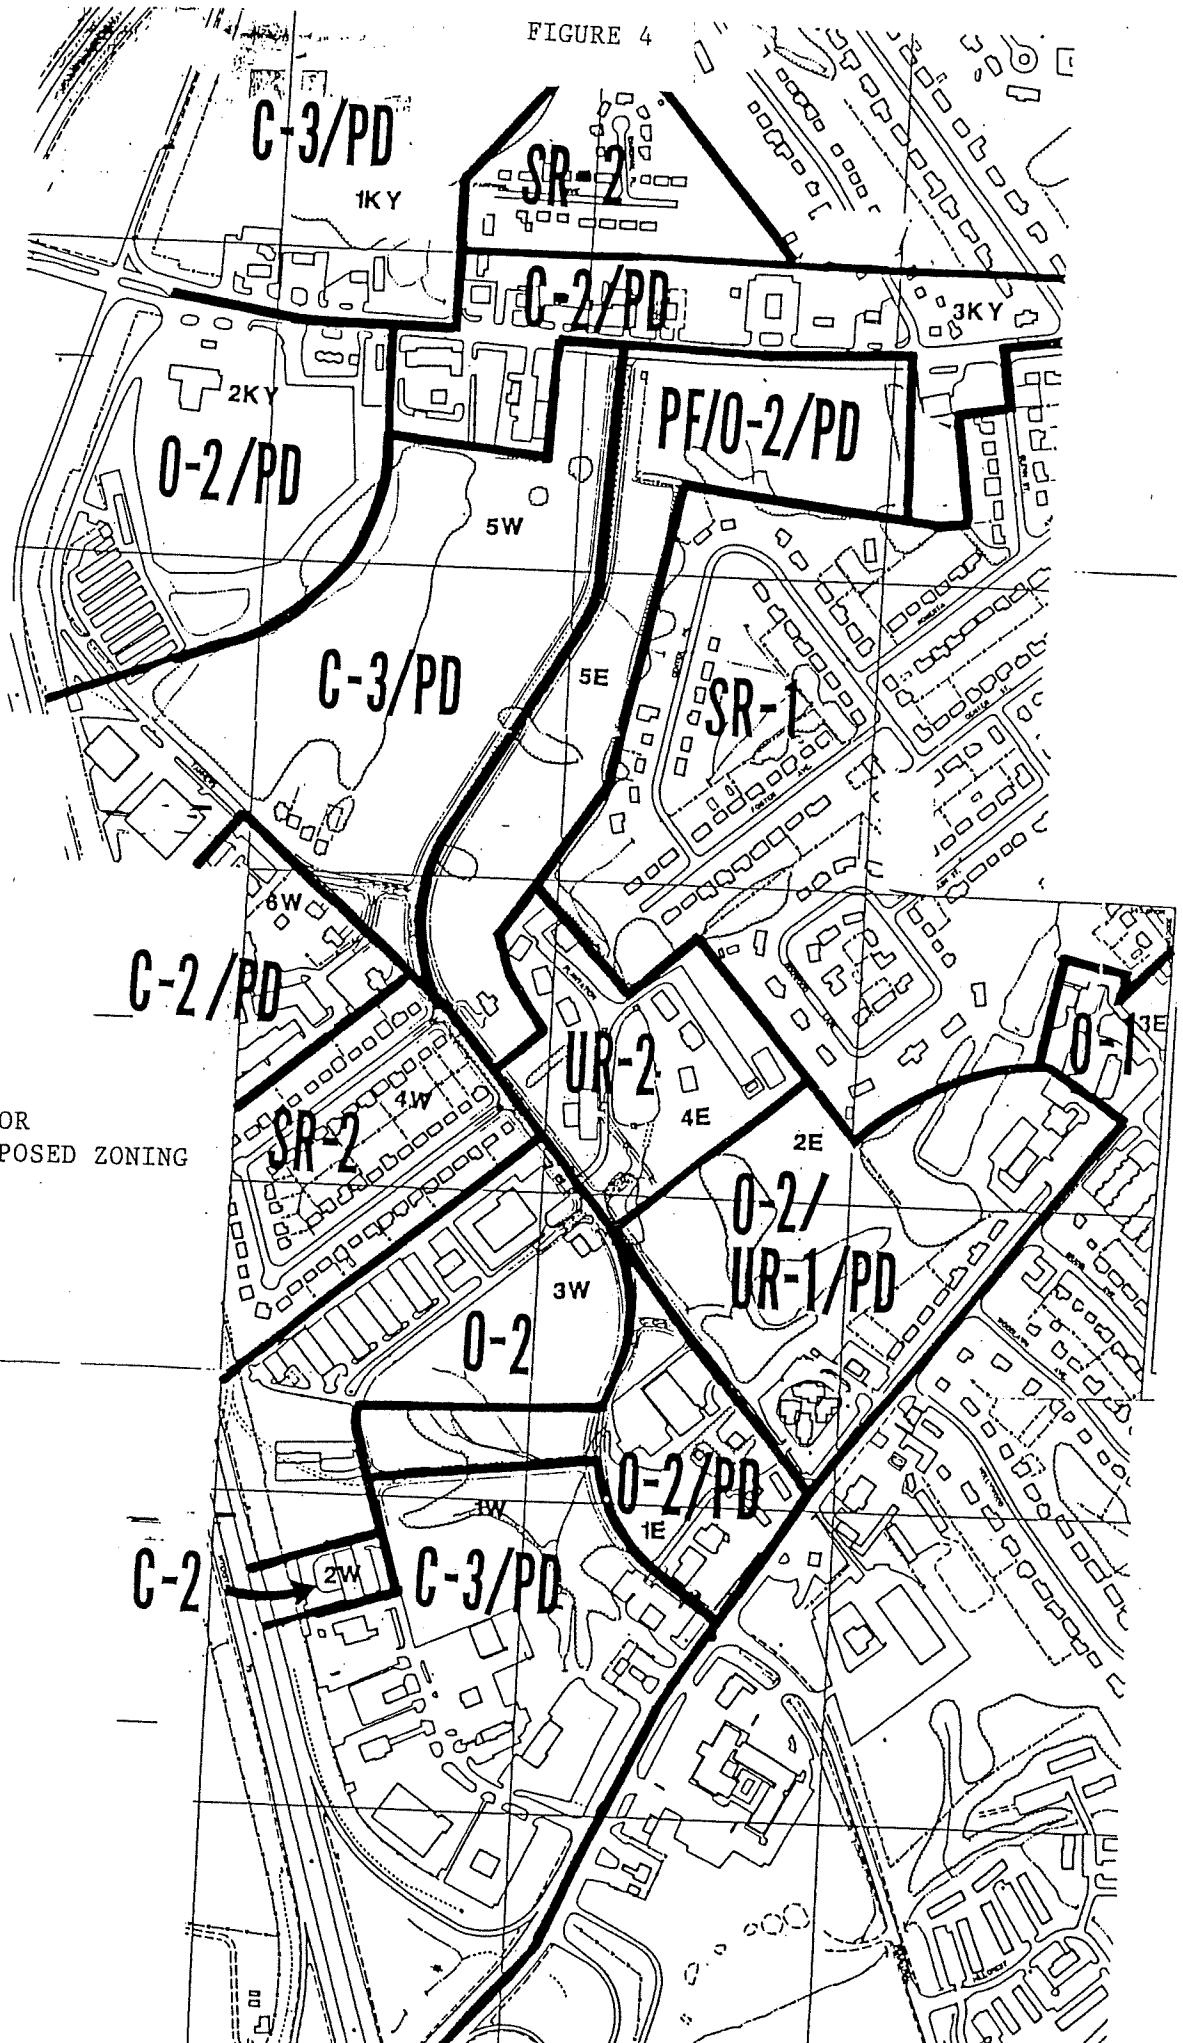 FIGURE 4
C-3/PD
1KY
SR-2
C-2/PD
3KY
2KY
O-2/PD
PF/O-2/PD
5W
5E
C-3/PD
SR-1
6W
C-2/PD
UR-2
O-1
3E
4W
4E
2E
OR
POSED ZONING
SR-2
O-2/
UR-1/PD
3W
O-2
O-2/PD
1W
1E
C-2
2W
C-3/PD